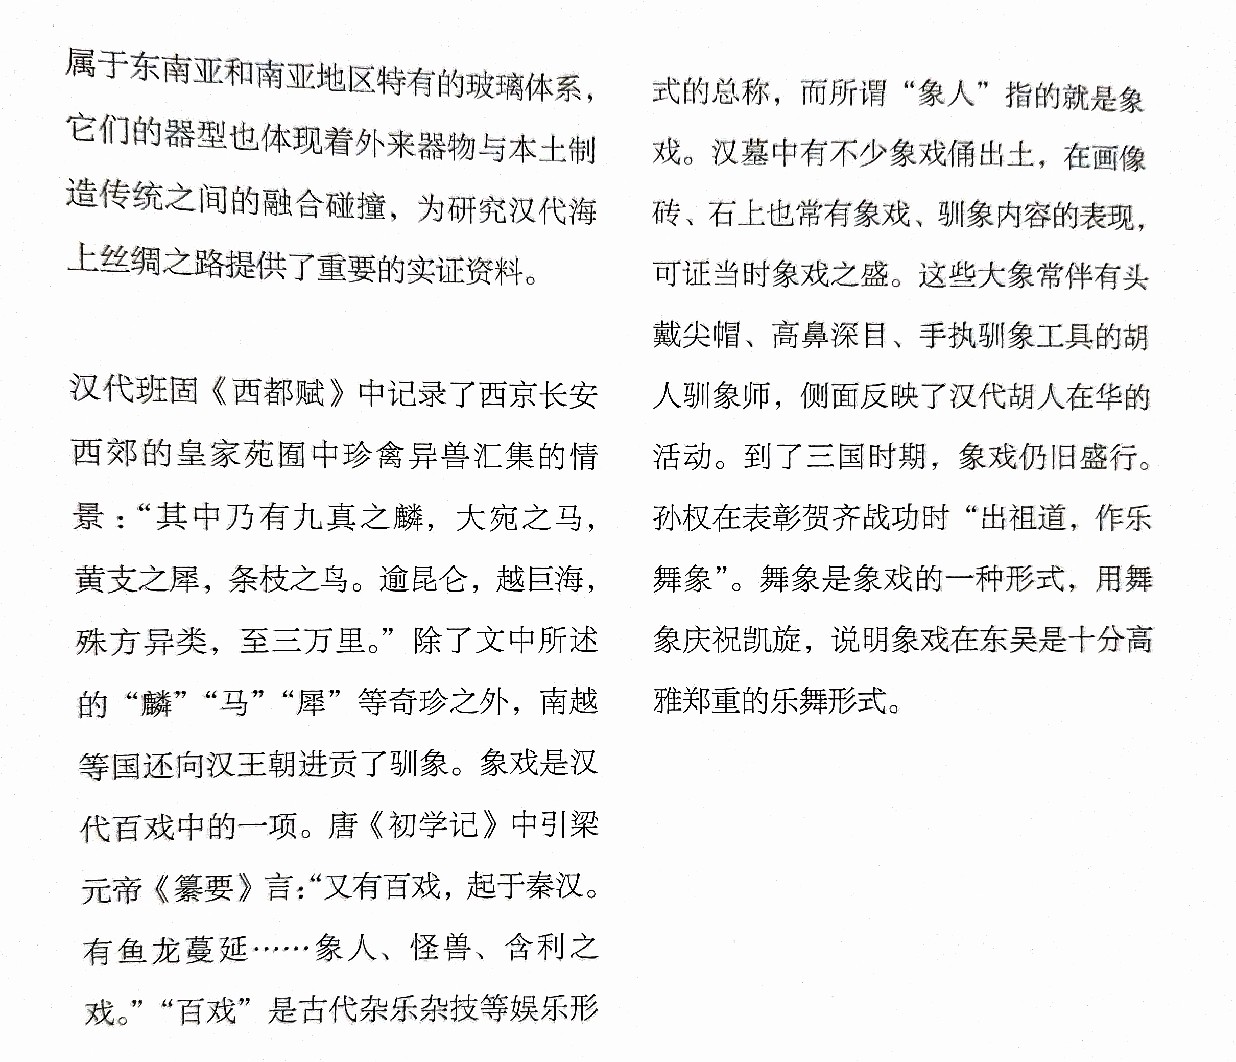 属于东南亚和南亚地区特有的玻璃体系，
它们的器型也体现着外来器物与本土制
造传统之间的融合碰撞，为研究汉代海
上丝绸之路提供了重要的实证资料。
汉代班固《西都赋》中记录了西京长安
西郊的皇家苑囿中珍禽异兽汇集的情
景：“其中乃有九真之麟，大宛之马，
黄支之犀，条枝之鸟。逾昆仑，越巨海，
殊方异类，至三万里。”除了文中所述
的“麟”“马”“犀”等奇珍之外，南越
等国还向汉王朝进贡了驯象。象戏是汉
代百戏中的一项。唐《初学记》中引梁
元帝《纂要》言：“又有百戏，起于秦汉。
有鱼龙蔓延……象人、怪兽、含利之
戏。”“百戏”是古代杂乐杂技等娱乐形
式的总称，而所谓“象人”指的就是象
戏。汉墓中有不少象戏俑出土，在画像
砖、石上也常有象戏、驯象内容的表现，
可证当时象戏之盛。这些大象常伴有头
戴尖帽、高鼻深目、手执驯象工具的胡
人驯象师，侧面反映了汉代胡人在华的
活动。到了三国时期，象戏仍旧盛行。
孙权在表彰贺齐战功时“出祖道，作乐
舞象”。舞象是象戏的一种形式，用舞
象庆祝凯旋，说明象戏在东吴是十分高
雅郑重的乐舞形式。